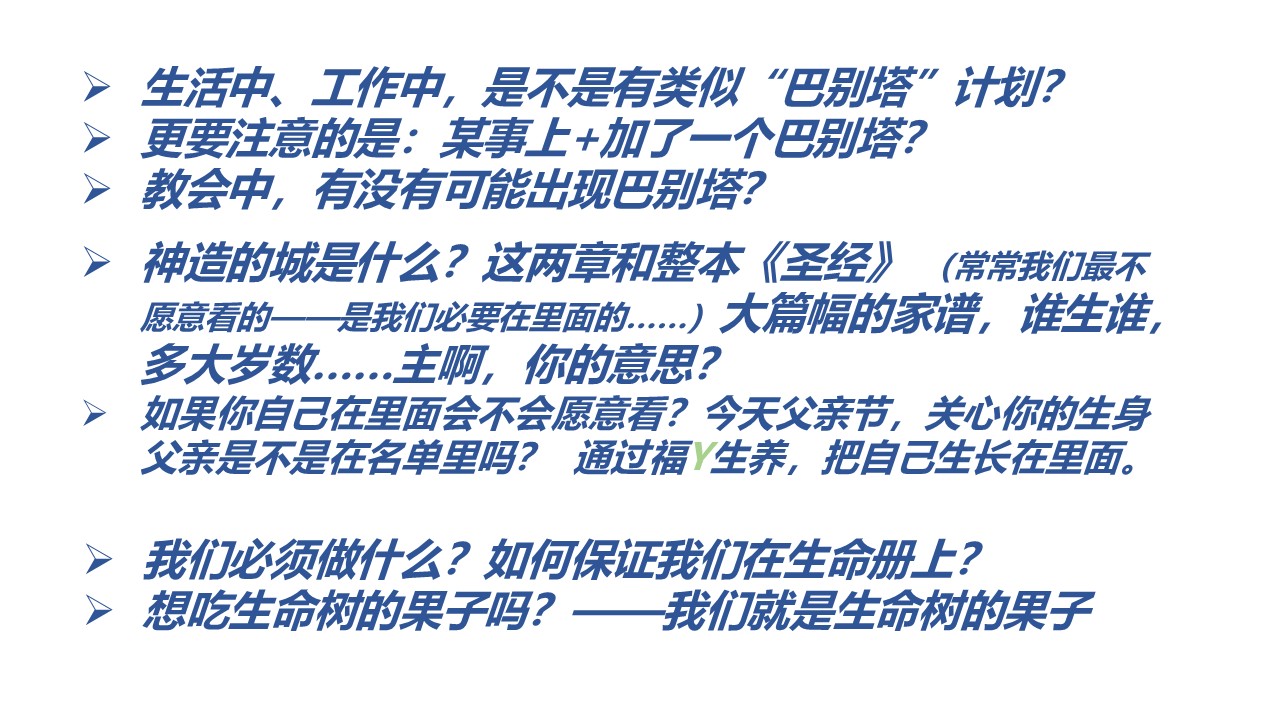 ➢ 生活中、工作中，是不是有类似“巴别塔”计划？
➢ 更要注意的是：某事上+加了一个巴别塔？
➢ 教会中，有没有可能出现巴别塔？
➢ 神造的城是什么？这两章和整本《圣经》（常常我们最不
愿意看的——是我们必要在里面的……）大篇幅的家谱，谁生谁，
多大岁数……主啊，你的意思？
➢ 如果你自己在里面会不会愿意看？今天父亲节，关心你的生身
父亲是不是在名单里吗？ 通过福Y生养，把自己生长在里面。
➢ 我们必须做什么？如何保证我们在生命册上？
➢ 想吃生命树的果子吗？——我们就是生命树的果子